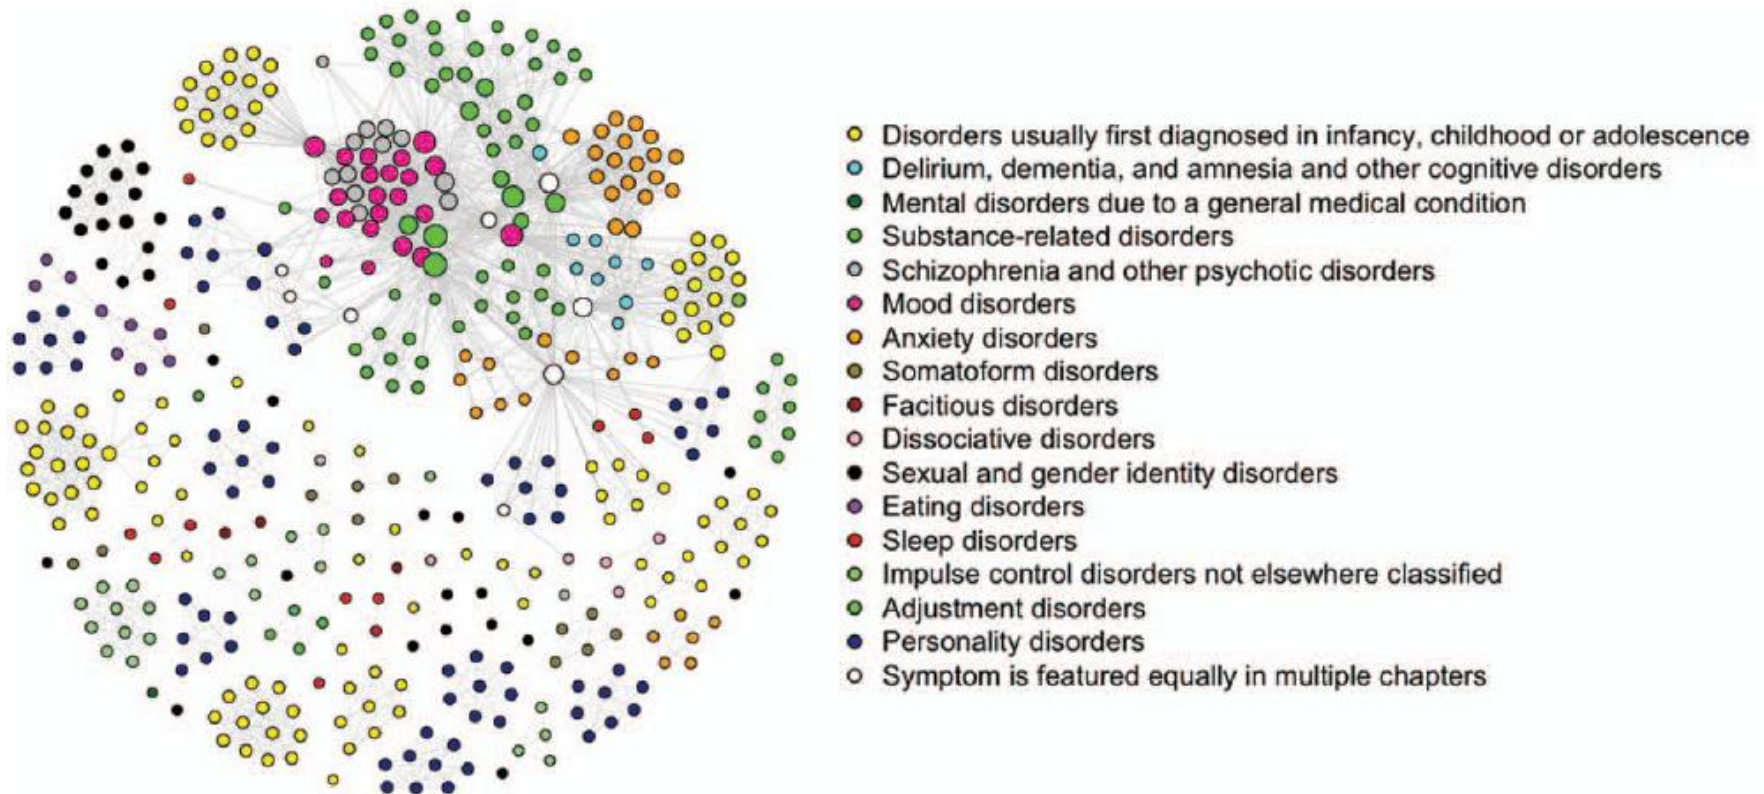 Disorders usually first diagnosed in infancy, childhood or adolescence
Delirium, dementia, and amnesia and other cognitive disorders
Mental disorders due to a general medical condition
Substance-related disorders
Schizophrenia and other psychotic disorders
Mood disorders
Anxiety disorders
Somatoform disorders
Facitious disorders
Dissociative disorders
Sexual and gender identity disorders
Eating disorders
Sleep disorders
Impulse control disorders not elsewhere classified
Adjustment disorders
Personality disorders
Symptom is featured equally in multiple chapters